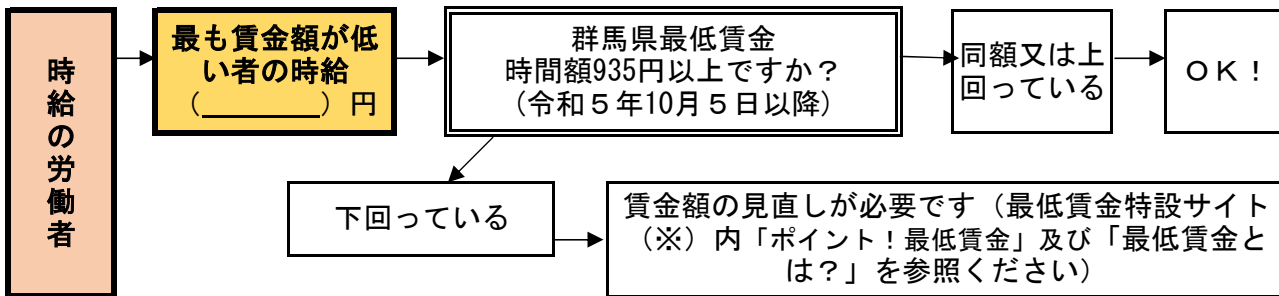 時給の労働者
最も賃金額が低
い者の時給
（＿＿＿＿）円
群馬県最低賃金
時間額935円以上ですか？
（令和５年10月５日以降）
同額又は上
回っている
ＯＫ！
下回っている
賃金額の見直しが必要です（最低賃金特設サイト
（※）内「ポイント！最低賃金」及び「最低賃金と
は？」を参照ください）